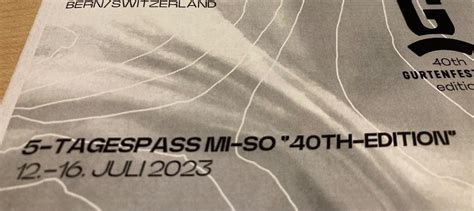 BERN/SWITZERLAND
G
40th
GURTENFEST
edition
5-TAGESPASS MI-SO "40TH-EDITION"
12.-16. JULI 2023